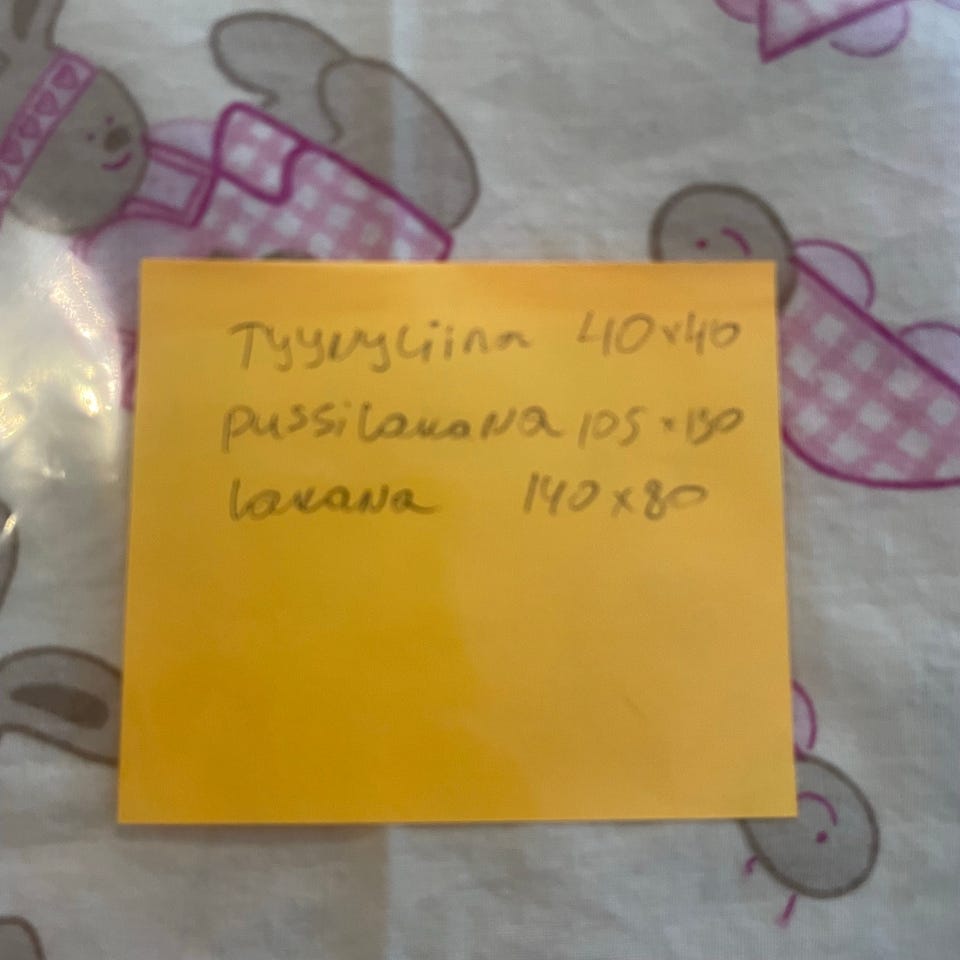 Tyynyliina 40x40
pussilakana 105x130
lakana 140x80